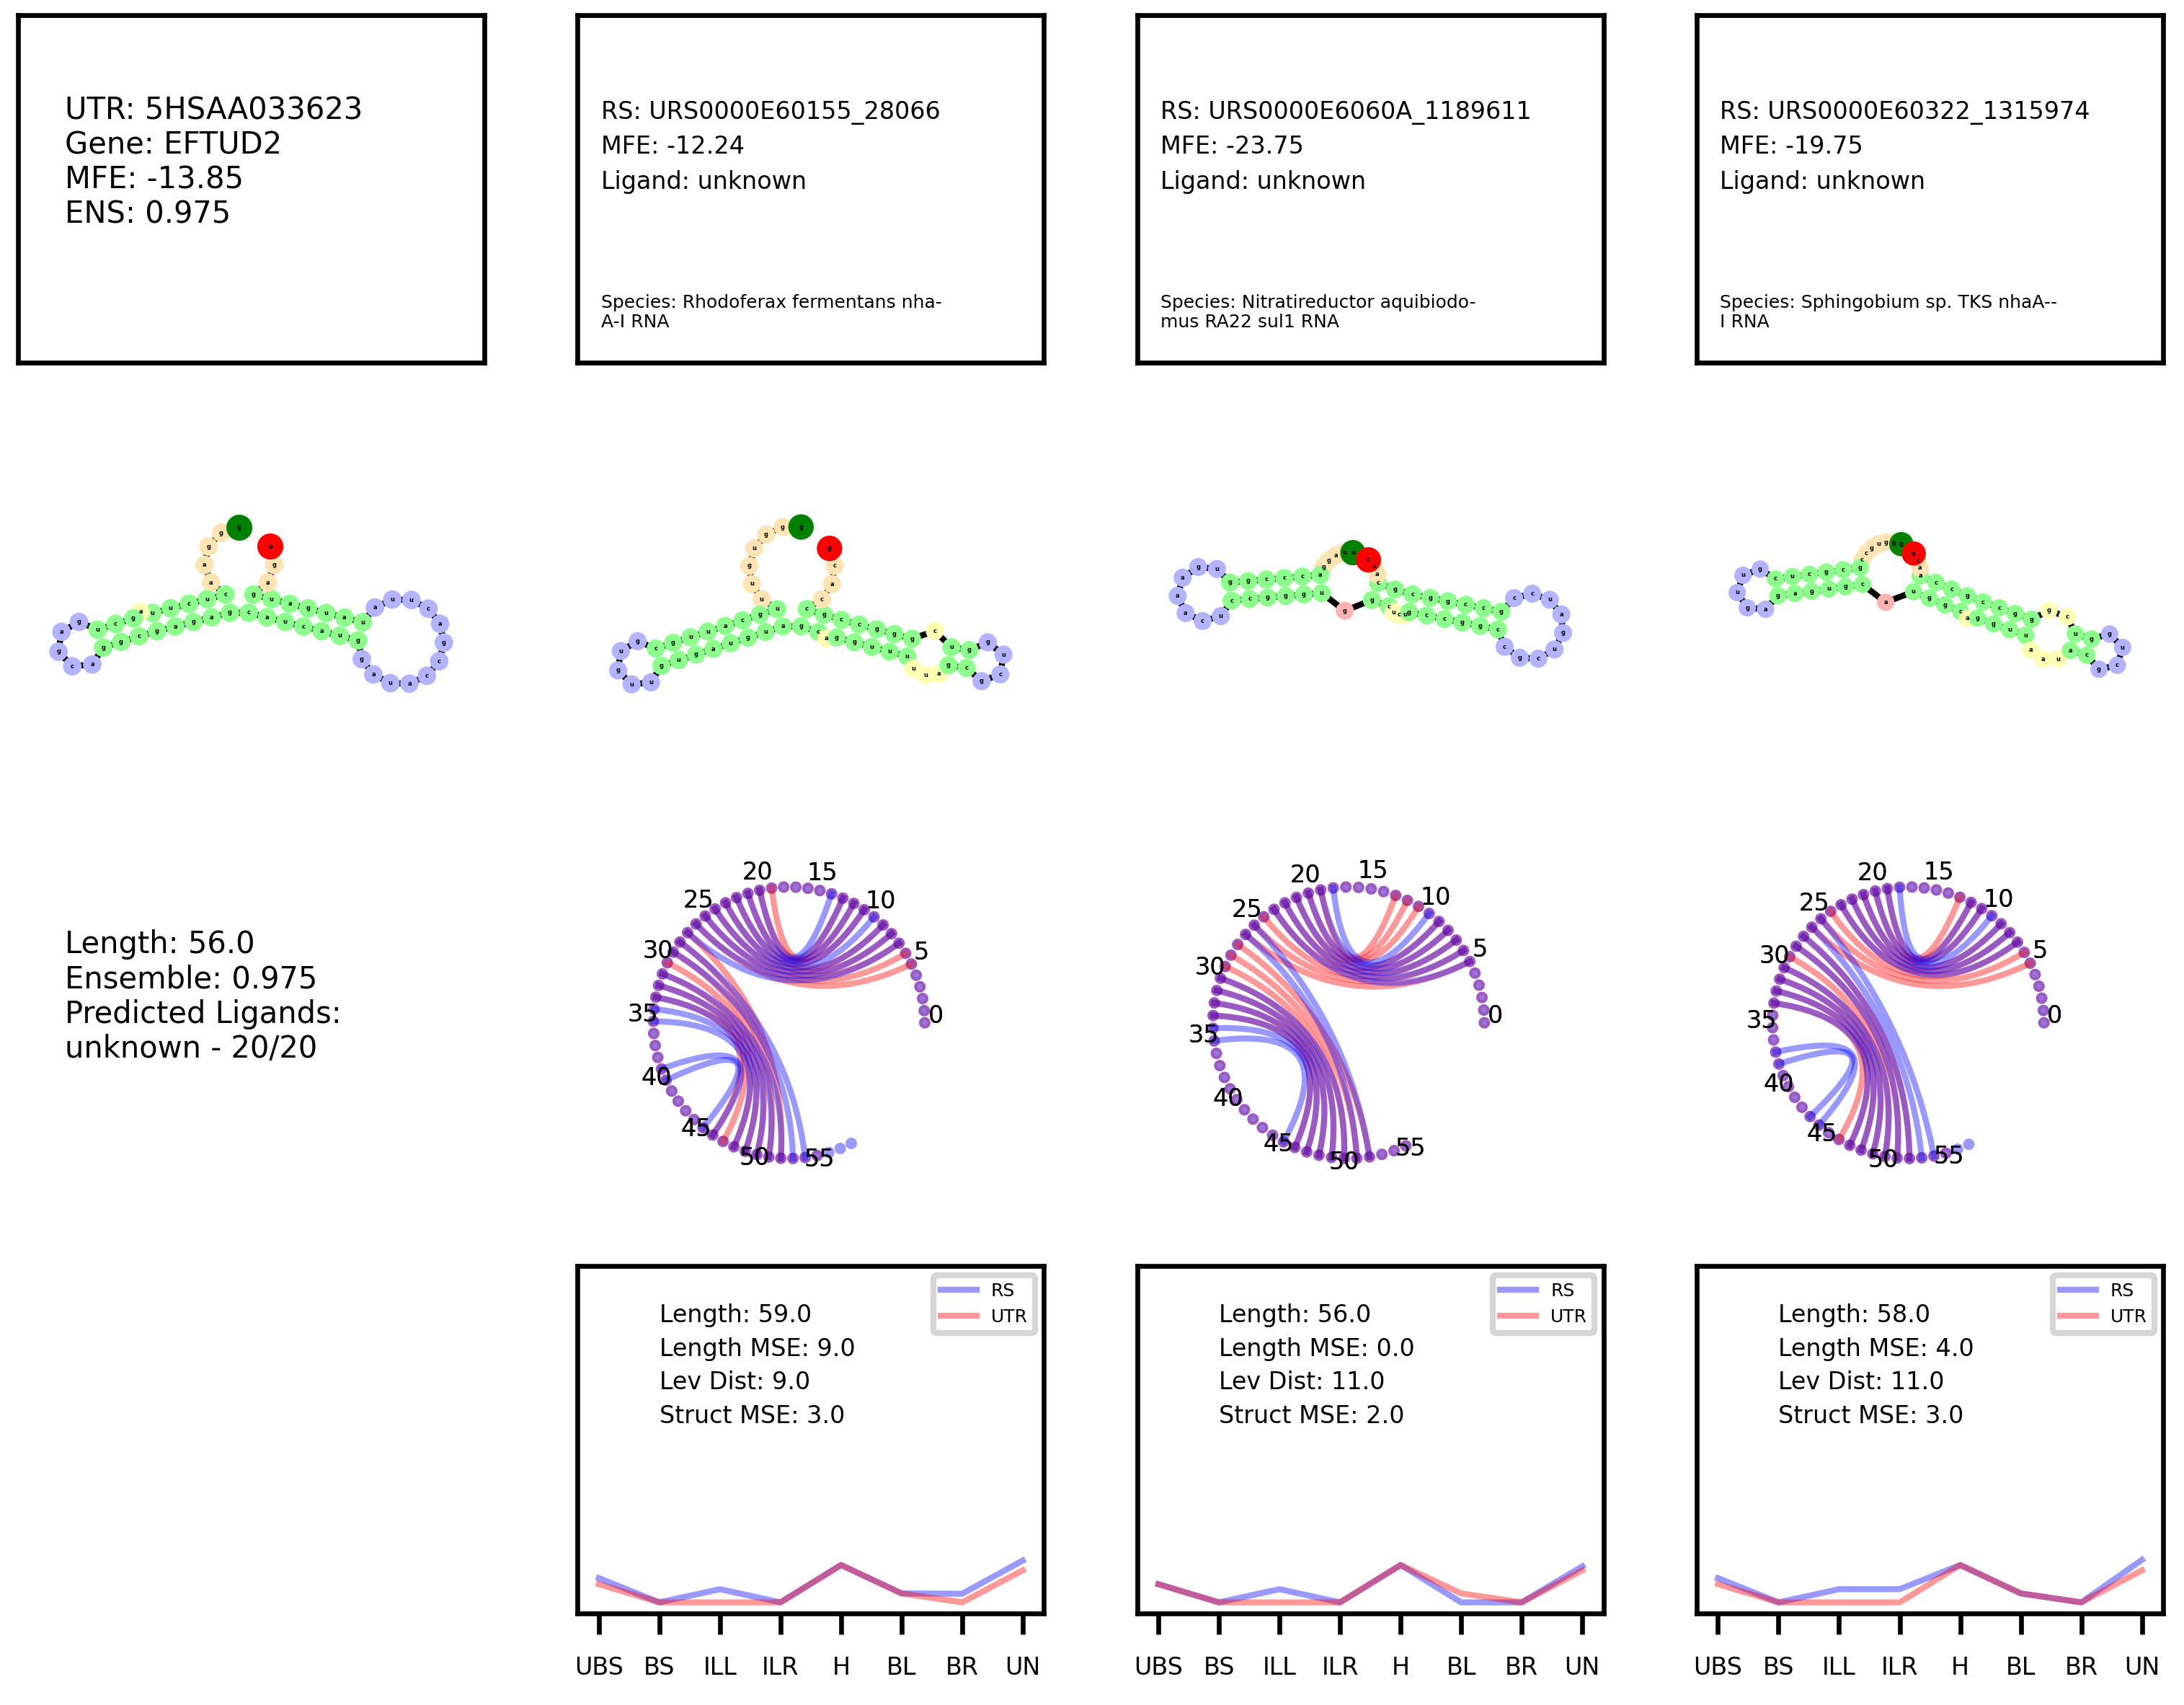 UTR: 5HSAA033623
Gene: EFTUD2
MFE: -13.85
ENS: 0.975
RS: URS0000E60155_28066
MFE: -12.24
Ligand: unknown
Species: Rhodoferax fermentans nha-
A-I RNA
RS: URS0000E6060A_1189611
MFE: -23.75
Ligand: unknown
Species: Nitratireductor aquibiodo-
mus RA22 sul1 RNA
RS: URS0000E60322_1315974
MFE: -19.75
Ligand: unknown
Species: Sphingobium sp. TKS nhaA--
I RNA
Length: 56.0
Ensemble: 0.975
Predicted Ligands:
unknown - 20/20
0
5
10
15
20
25
30
35
40
45
50
55
0
5
10
15
20
25
30
35
40
45
50
55
0
5
10
15
20
25
30
35
40
45
50
55
RS
UTR
Length: 59.0
Length MSE: 9.0
Lev Dist: 9.0
Struct MSE: 3.0
UBS BS ILL ILR H BL BR UN
RS
UTR
Length: 56.0
Length MSE: 0.0
Lev Dist: 11.0
Struct MSE: 2.0
UBS BS ILL ILR H BL BR UN
RS
UTR
Length: 58.0
Length MSE: 4.0
Lev Dist: 11.0
Struct MSE: 3.0
UBS BS ILL ILR H BL BR UN